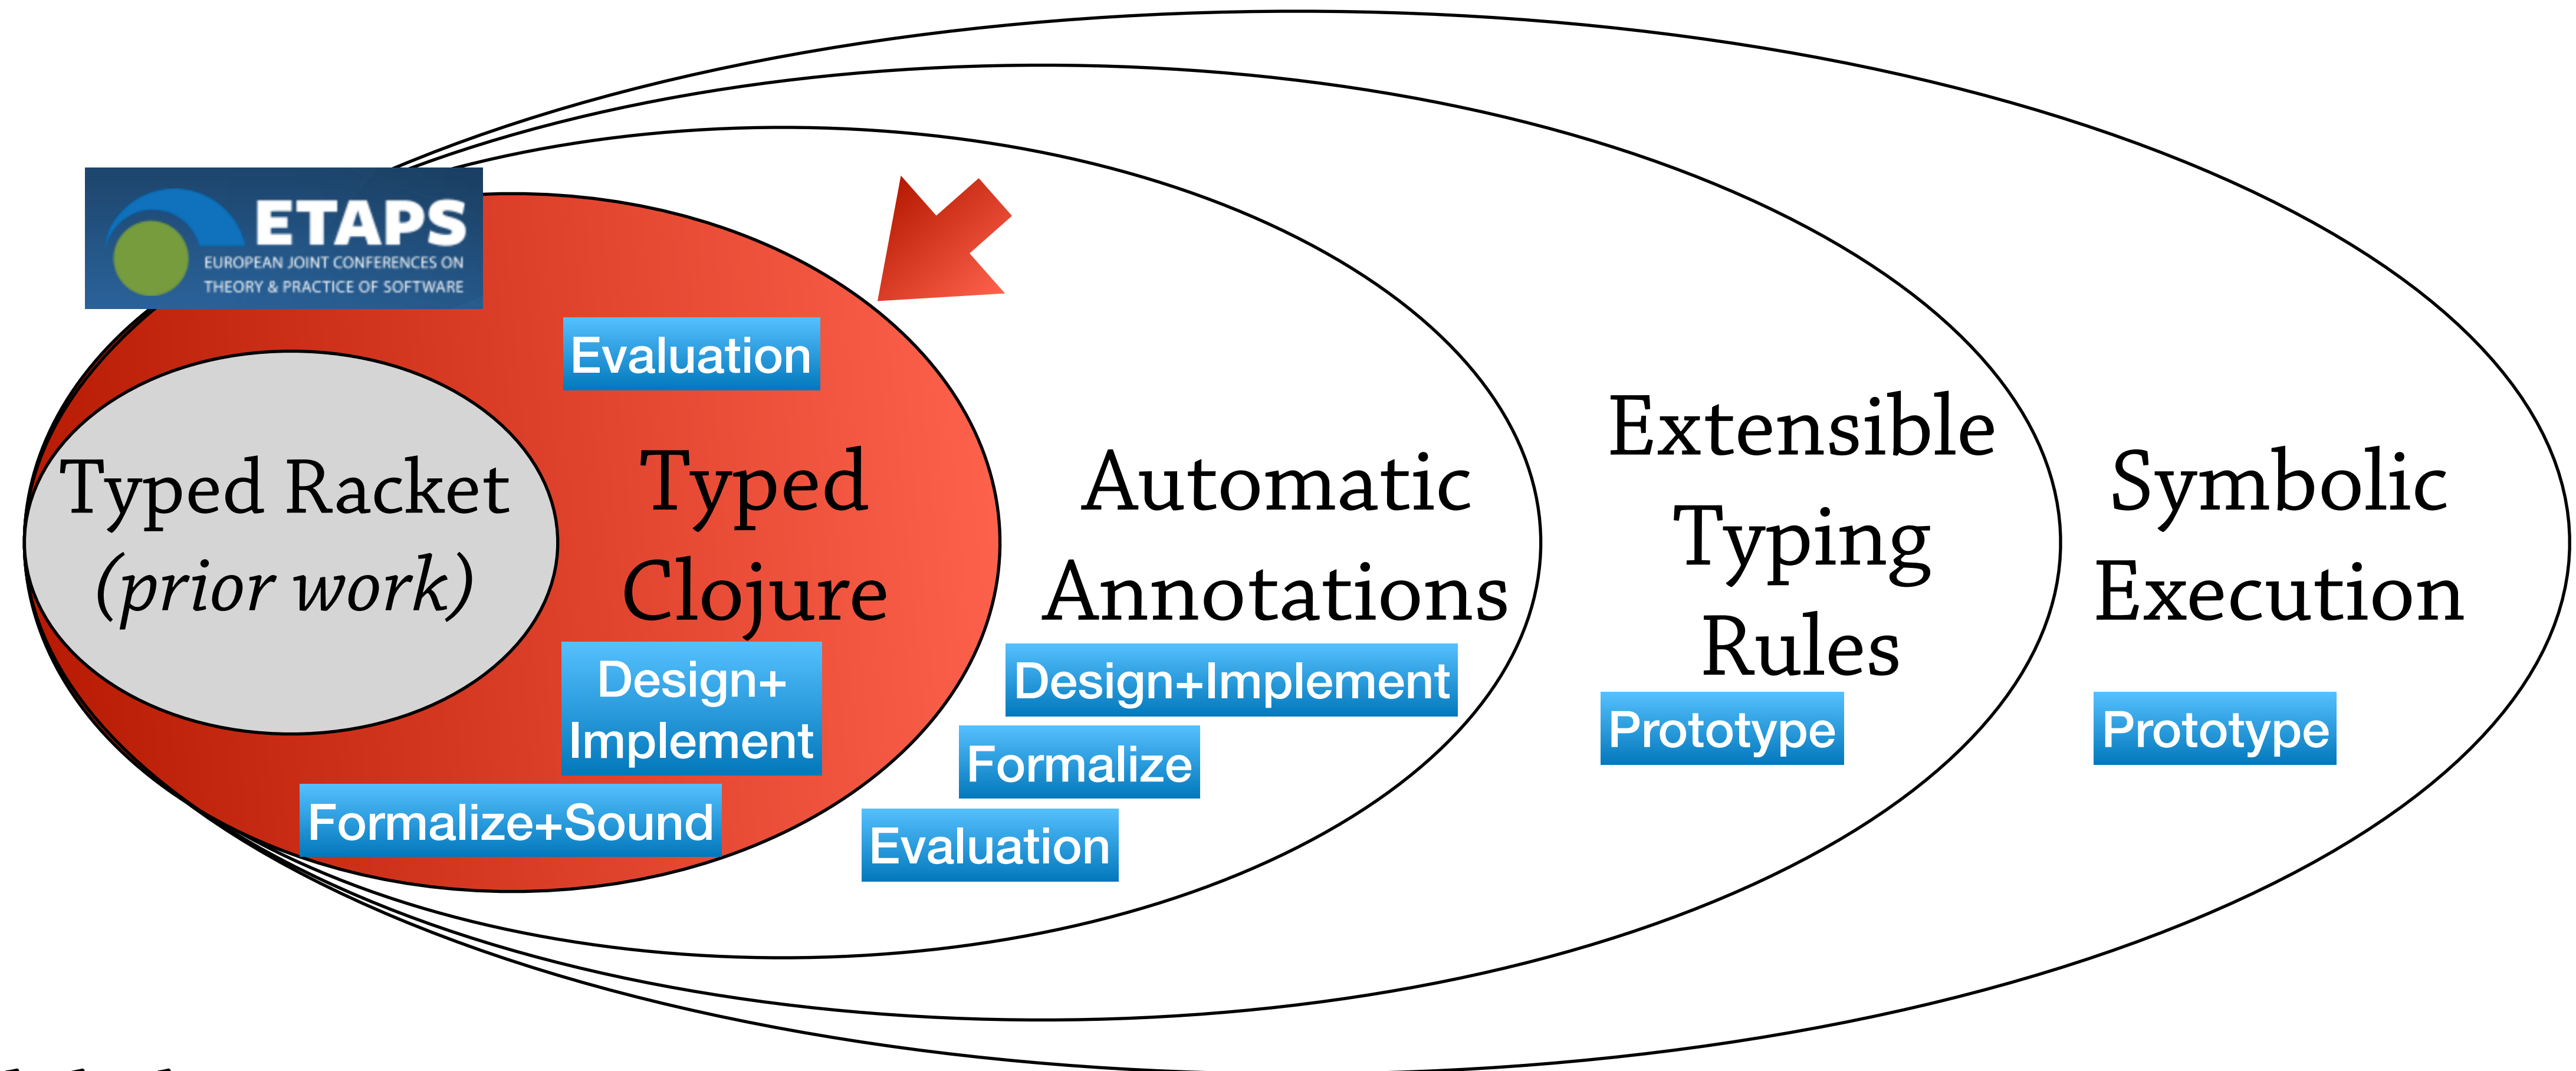 ETAPS
EUROPEAN JOINT CONFERENCES ON
THEORY & PRACTICE OF SOFTWARE
Typed Racket
(prior work)
Evaluation
Typed
Clojure
Design+
Implement
Formalize+Sound
Automatic
Annotations
Design+Implement
Formalize
Evaluation
Extensible
Typing
Rules
Prototype
Symbolic
Execution
Prototype